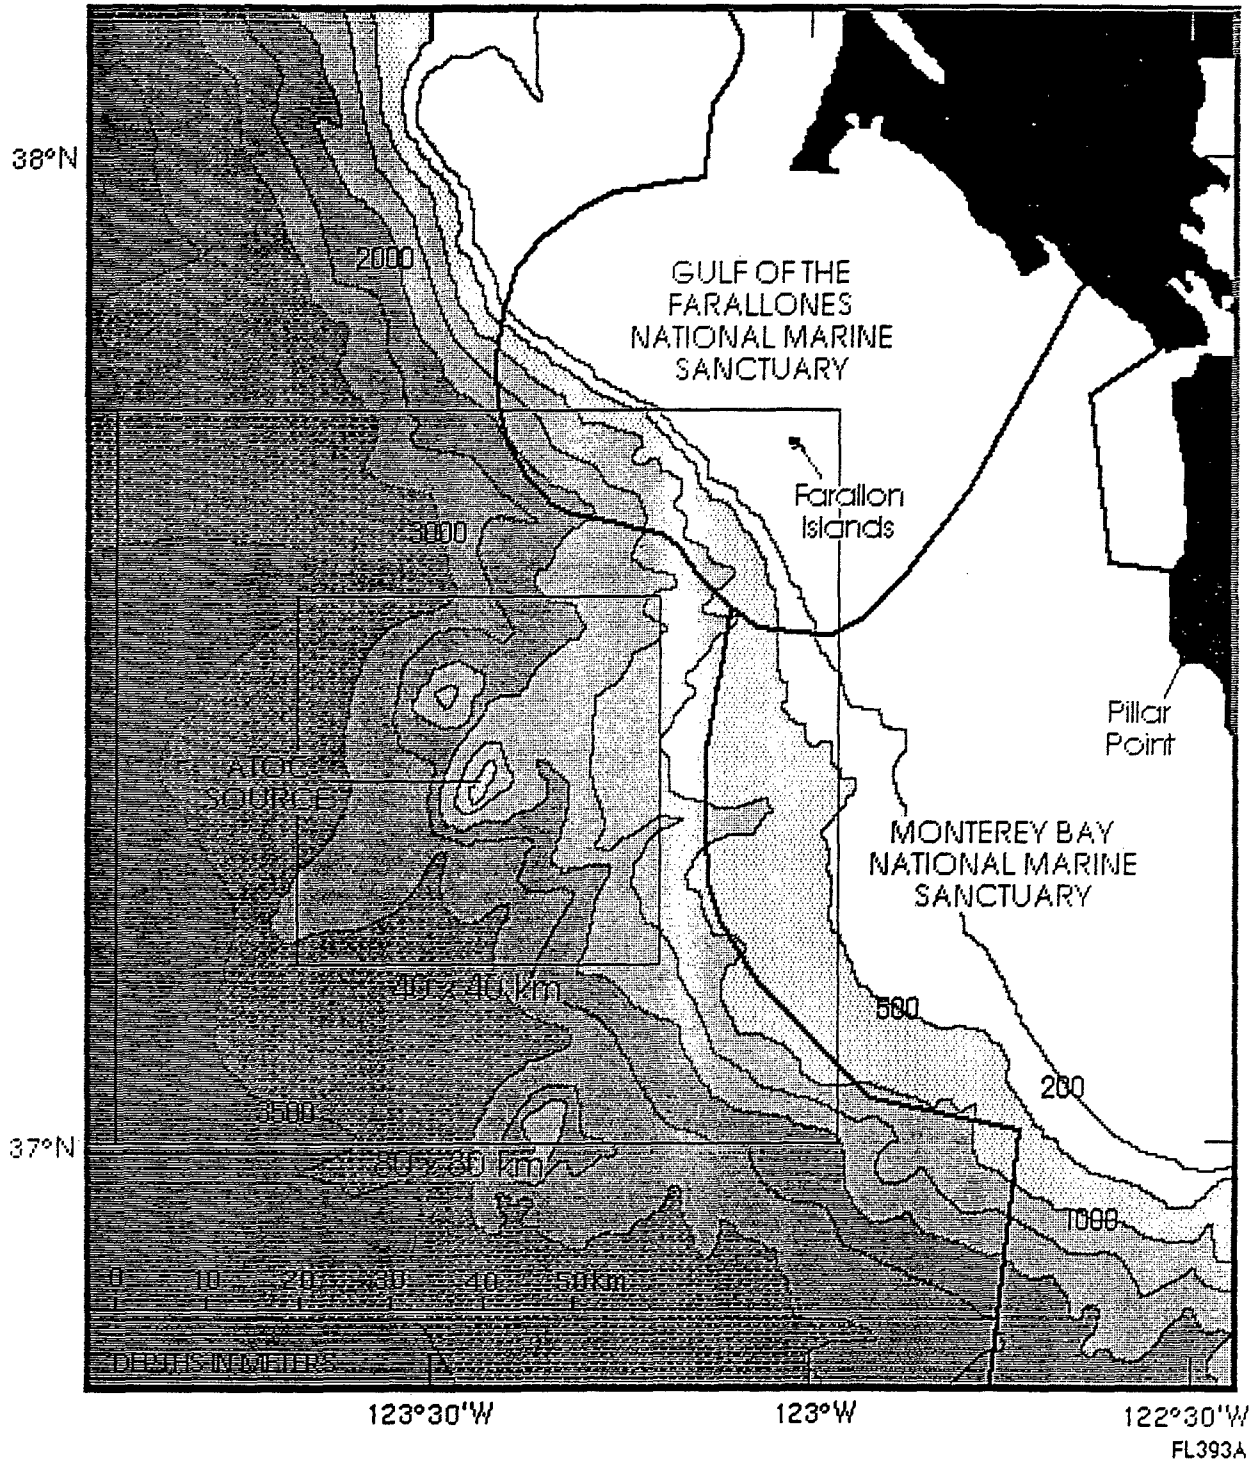 38°N
2000
GULF OF THE
FARALLONES
NATIONAL MARINE
SANCTUARY
Farallon
Islands
3000
Pillar
Point
ATOC
SOURCE
MONTEREY BAY
NATIONAL MARINE
SANCTUARY
40 x 40 km
500
200
3500
37°N
80 x 80 km
1000
0 10 20 30 40 50km
DEPTHS IN METERS
123°30'W
123°W
122°30'W
FL393A